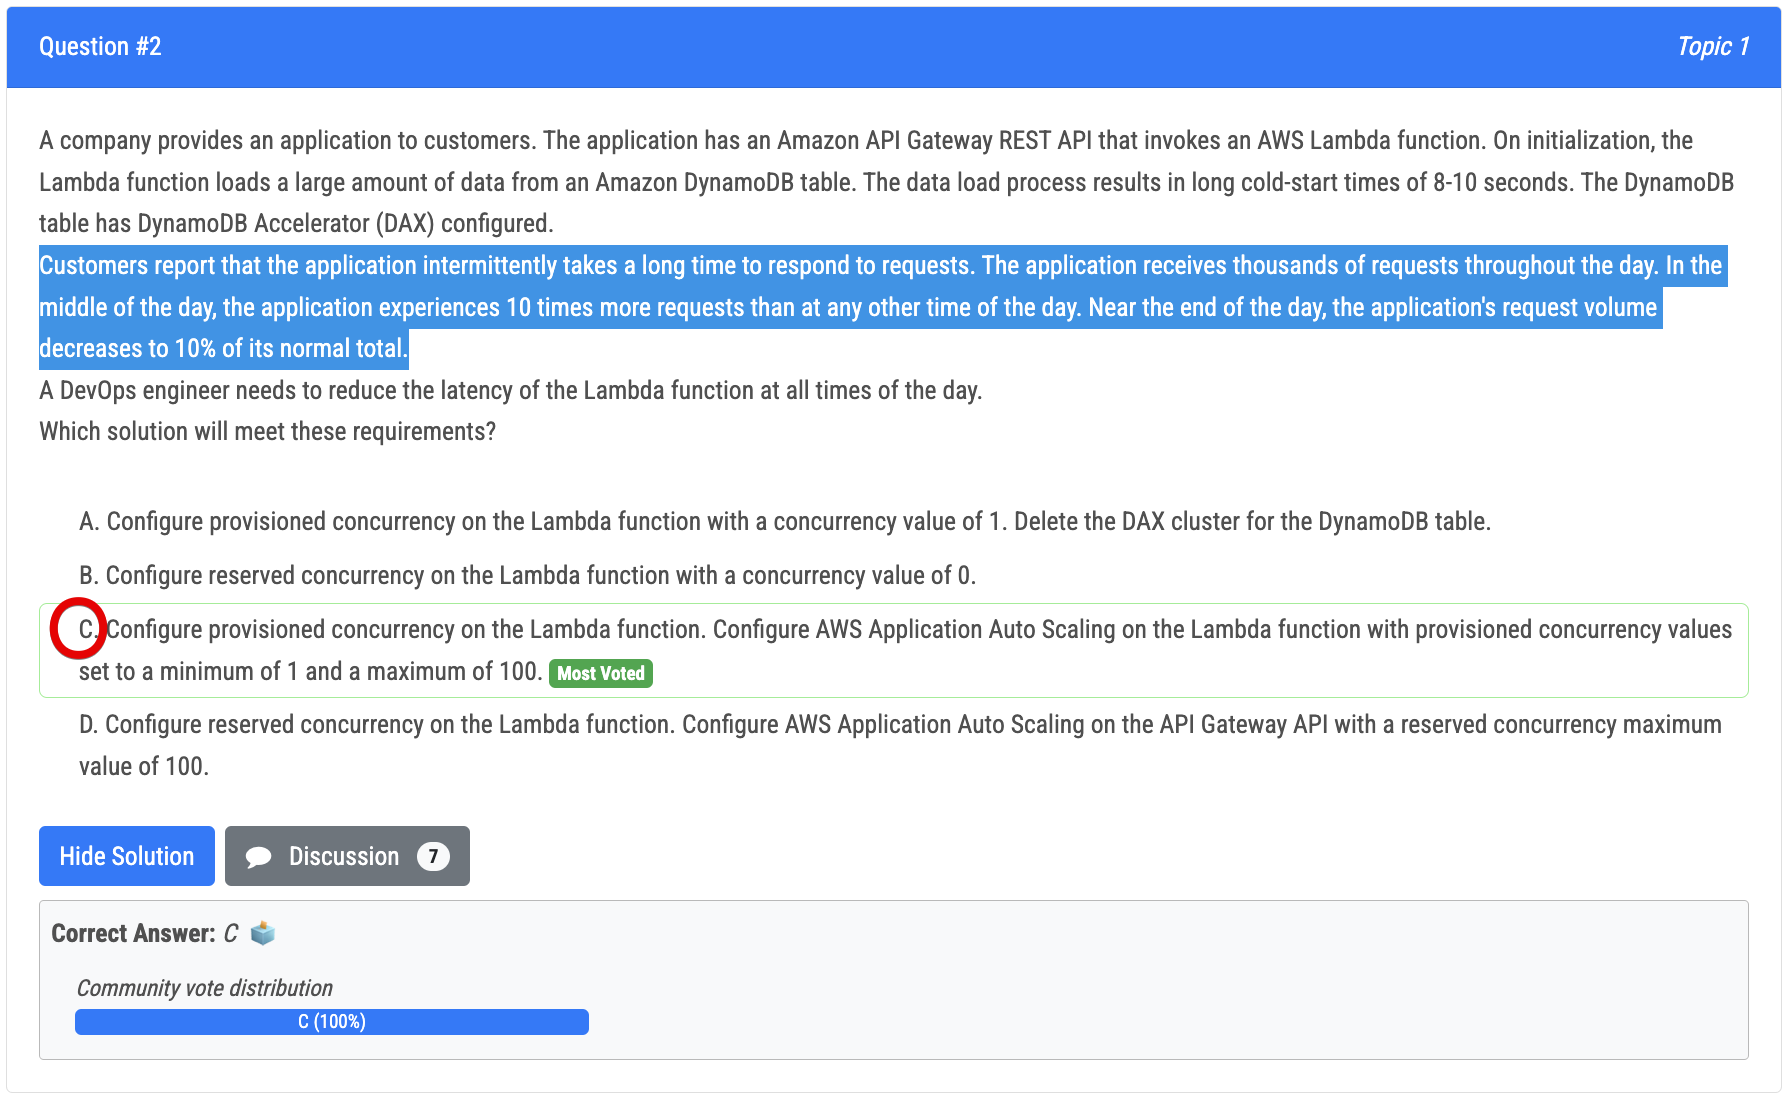 Question #2
Topic 1
A company provides an application to customers. The application has an Amazon API Gateway REST API that invokes an AWS Lambda function. On initialization, the
Lambda function loads a large amount of data from an Amazon DynamoDB table. The data load process results in long cold-start times of 8-10 seconds. The DynamoDB
table has DynamoDB Accelerator (DAX) configured.
Customers report that the application intermittently takes a long time to respond to requests. The application receives thousands of requests throughout the day. In the
middle of the day, the application experiences 10 times more requests than at any other time of the day. Near the end of the day, the application's request volume
decreases to 10% of its normal total.
A DevOps engineer needs to reduce the latency of the Lambda function at all times of the day.
Which solution will meet these requirements?
A. Configure provisioned concurrency on the Lambda function with a concurrency value of 1. Delete the DAX cluster for the DynamoDB table.
B. Configure reserved concurrency on the Lambda function with a concurrency value of 0.
C. Configure provisioned concurrency on the Lambda function. Configure AWS Application Auto Scaling on the Lambda function with provisioned concurrency values
set to a minimum of 1 and a maximum of 100. Most Voted
D. Configure reserved concurrency on the Lambda function. Configure AWS Application Auto Scaling on the API Gateway API with a reserved concurrency maximum
value of 100.
Hide Solution
Discussion 7
Correct Answer: C
Community vote distribution
C (100%)